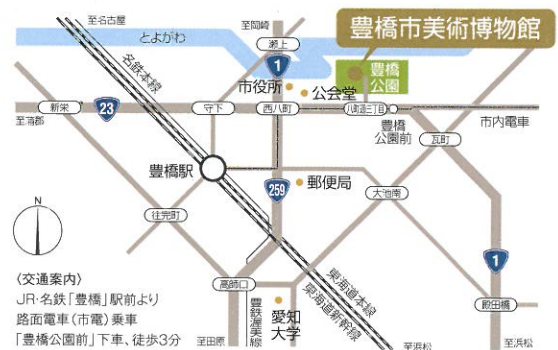 至名古屋
至岡崎
豊橋市美術博物館
とよがわ
瀬上
1
豊橋
公園
名鉄本線
市役所
公会堂
新栄
23
守下
西八町
八町通三丁目
市内電車
至蒲郡
豊橋
公園前
瓦町
豊橋駅
259
郵便局
大池南
N
往完町
1
〈交通案内〉
高師口
東海道本線
東海道新幹線
殿田橋
JR・名鉄「豊橋」駅前より
路面電車(市電)乗車
「豊橋公園前」下車、徒歩3分
至田原
豊鉄渥美線
愛知
大学
至浜松
至浜松